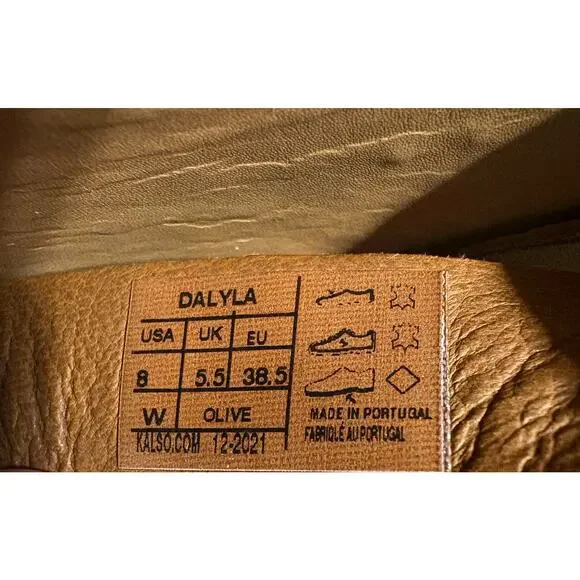 DALYLA
USA UK EU
8 5.5 38.5
W OLIVE
KALSO.COM 12-2021
MADE IN PORTUGAL
FABRIQUÉ AU PORTUGAL